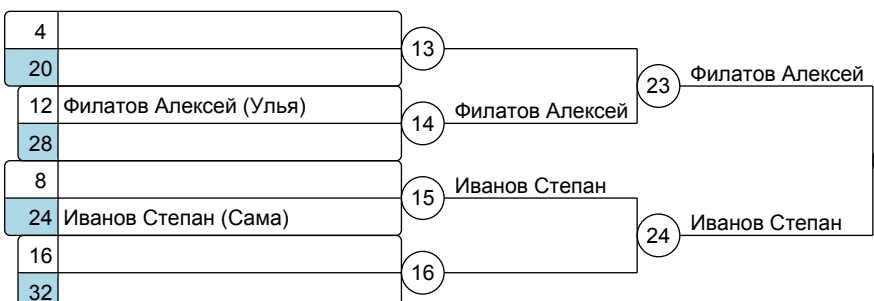 4
13
20
23 Филатов Алексей
12 Филатов Алексей (Улья)
14 Филатов Алексей
28
8
15 Иванов Степан
24 Иванов Степан (Сама)
24 Иванов Степан
16
16
32